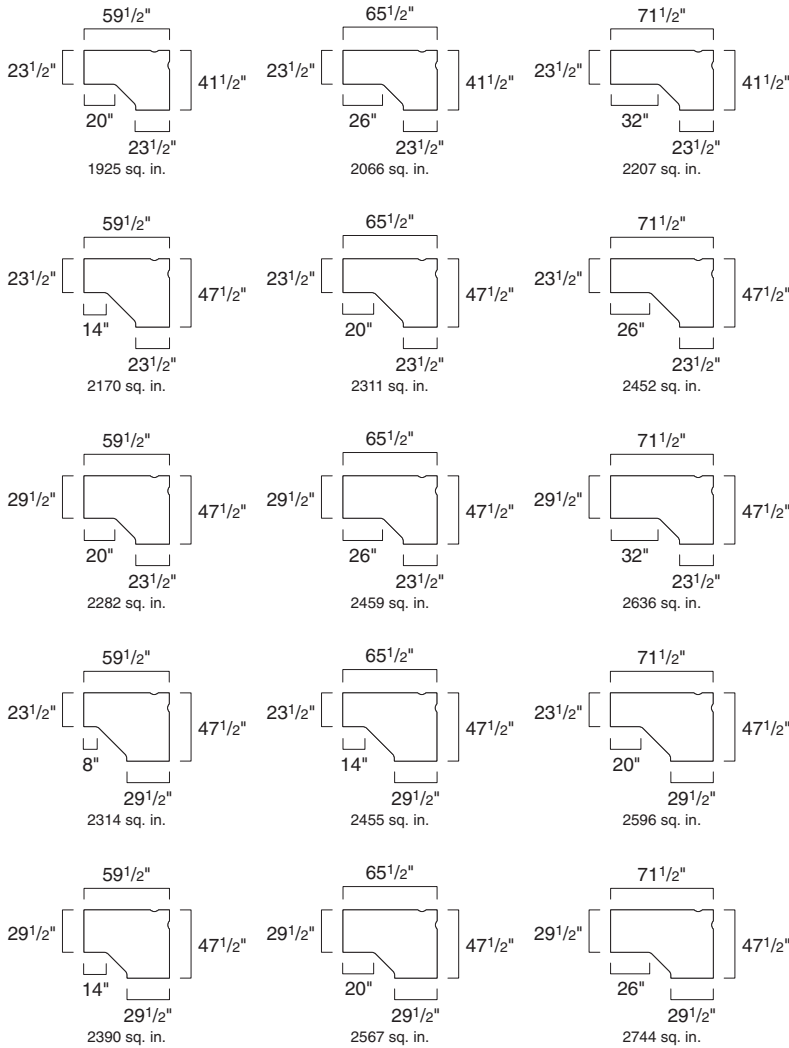 59 1/2" 65 1/2" 71 1/2"
23 1/2" 41 1/2" 23 1/2" 41 1/2" 23 1/2" 41 1/2"
20" 26" 32"
23 1/2" 23 1/2" 23 1/2"
1925 sq. in. 2066 sq. in. 2207 sq. in.
59 1/2" 65 1/2" 71 1/2"
23 1/2" 47 1/2" 23 1/2" 47 1/2" 23 1/2" 47 1/2"
14" 20" 26"
23 1/2" 23 1/2" 23 1/2"
2170 sq. in. 2311 sq. in. 2452 sq. in.
59 1/2" 65 1/2" 71 1/2"
29 1/2" 47 1/2" 29 1/2" 47 1/2" 29 1/2" 47 1/2"
20" 26" 32"
23 1/2" 23 1/2" 23 1/2"
2282 sq. in. 2459 sq. in. 2636 sq. in.
59 1/2" 65 1/2" 71 1/2"
23 1/2" 47 1/2" 23 1/2" 47 1/2" 23 1/2" 47 1/2"
8" 14" 20"
29 1/2" 29 1/2" 29 1/2"
2314 sq. in. 2455 sq. in. 2596 sq. in.
59 1/2" 65 1/2" 71 1/2"
29 1/2" 47 1/2" 29 1/2" 47 1/2" 29 1/2" 47 1/2"
14" 20" 26"
29 1/2" 29 1/2" 29 1/2"
2390 sq. in. 2567 sq. in. 2744 sq. in.